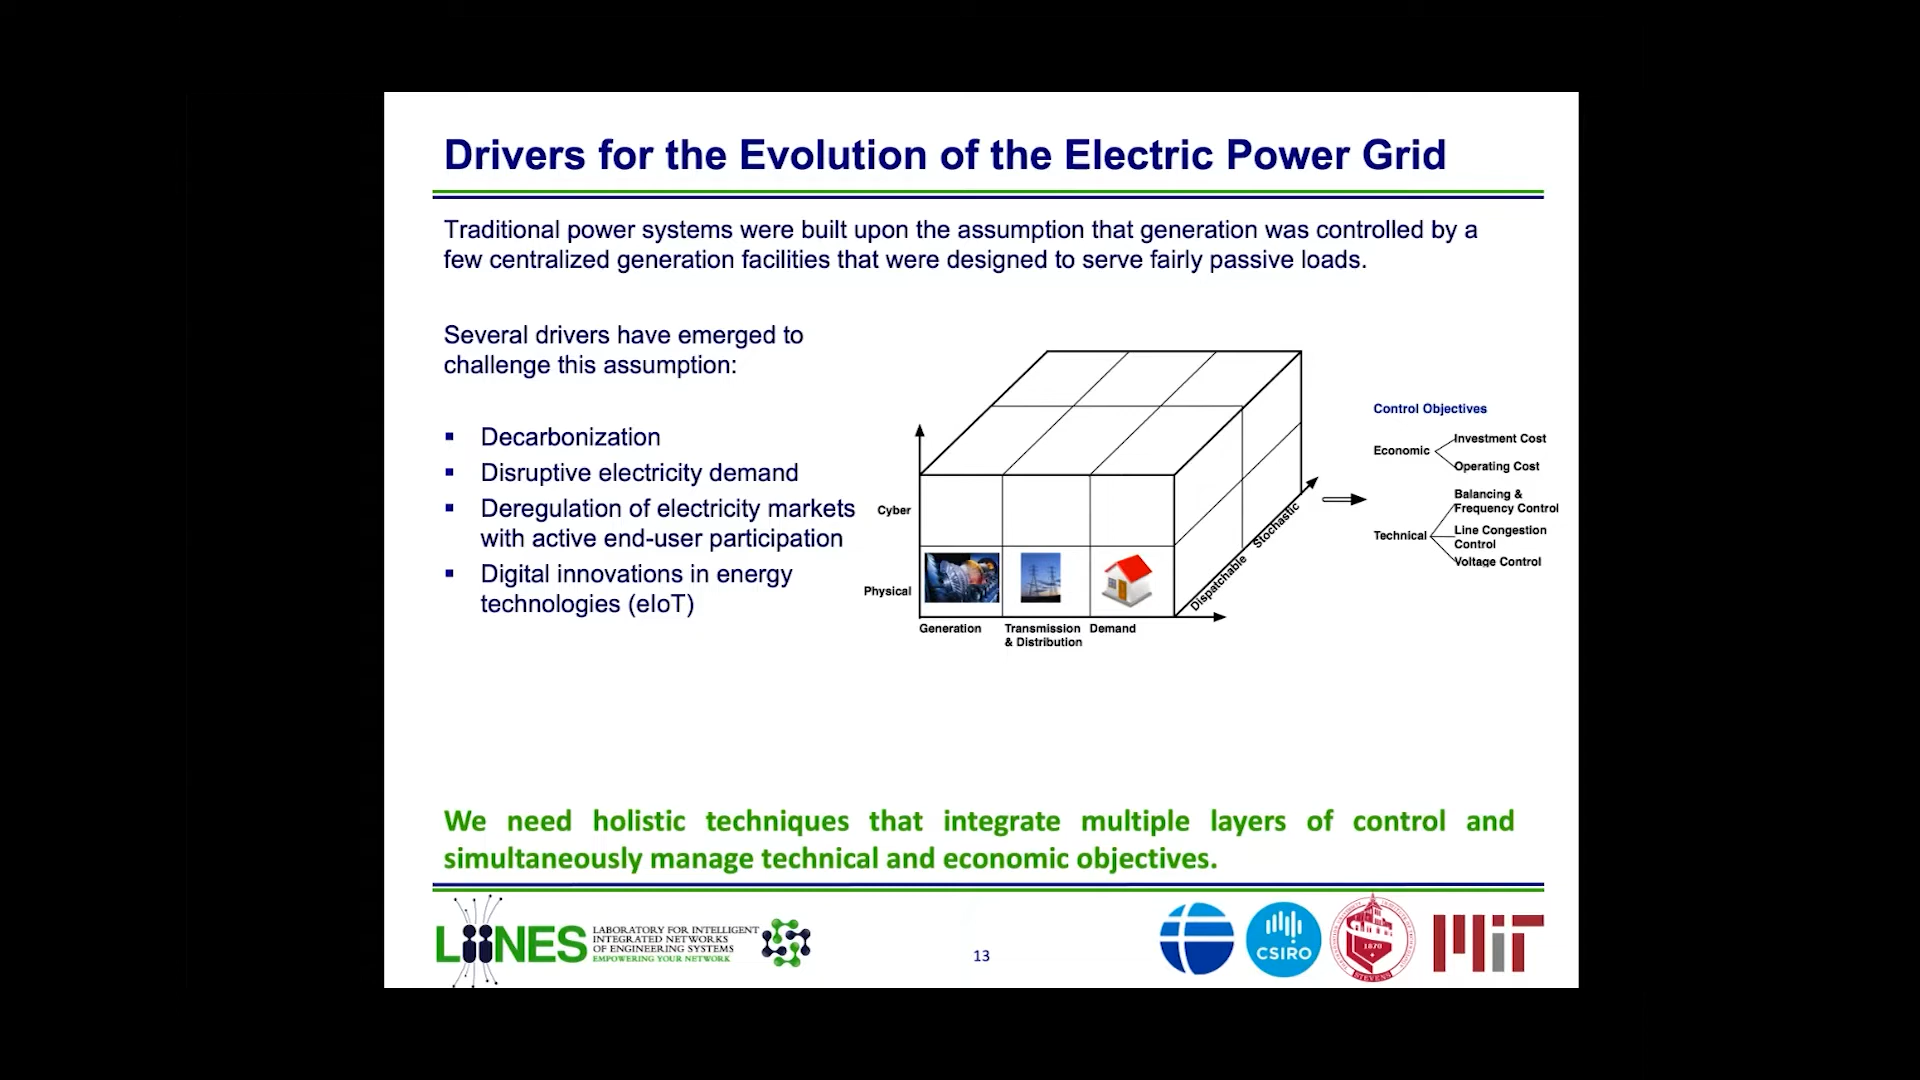 Drivers for the Evolution of the Electric Power Grid
Traditional power systems were built upon the assumption that generation was controlled by a
few centralized generation facilities that were designed to serve fairly passive loads.
Several drivers have emerged to
challenge this assumption:
▪ Decarbonization
▪ Disruptive electricity demand
▪ Deregulation of electricity markets
with active end-user participation
▪ Digital innovations in energy
technologies (eIoT)
Cyber
Physical
Generation
Transmission
& Distribution
Demand
Dispatchable
Stochastic
Control Objectives
Economic
Investment Cost
Operating Cost
Technical
Balancing &
Frequency Control
Line Congestion
Control
Voltage Control
We need holistic techniques that integrate multiple layers of control and
simultaneously manage technical and economic objectives.
LIINES
LABORATORY FOR INTELLIGENT
INTEGRATED NETWORKS
OF ENGINEERING SYSTEMS
EMPOWERING YOUR NETWORK
13
CSIRO
1870
STEVENS
MIT